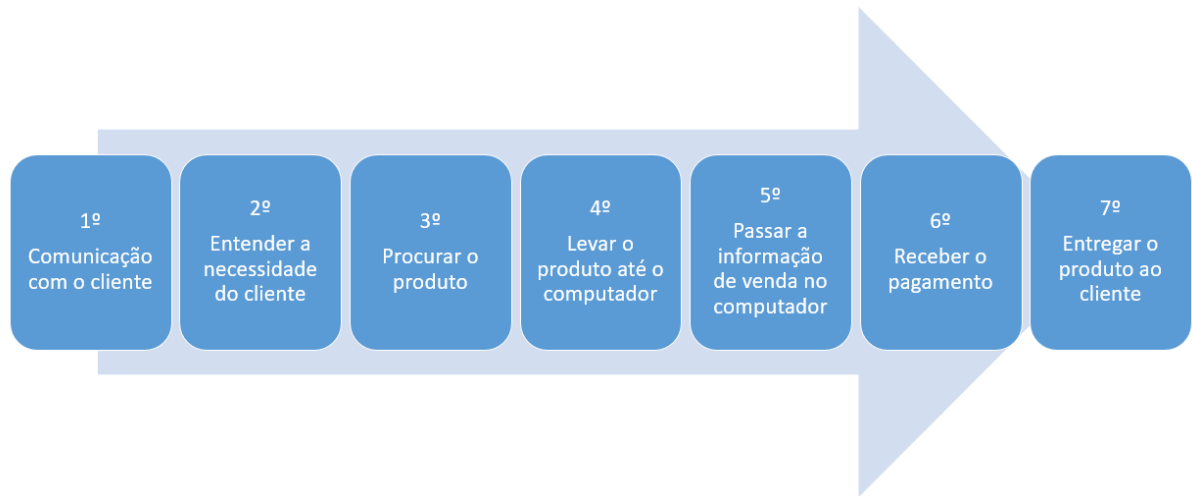 1º
Comunicação
com o cliente
2º
Entender a
necessidade
do cliente
3º
Procurar o
produto
4º
Levar o
produto até o
computador
5º
Passar a
informação
de venda no
computador
6º
Receber o
pagamento
7º
Entregar o
produto ao
cliente